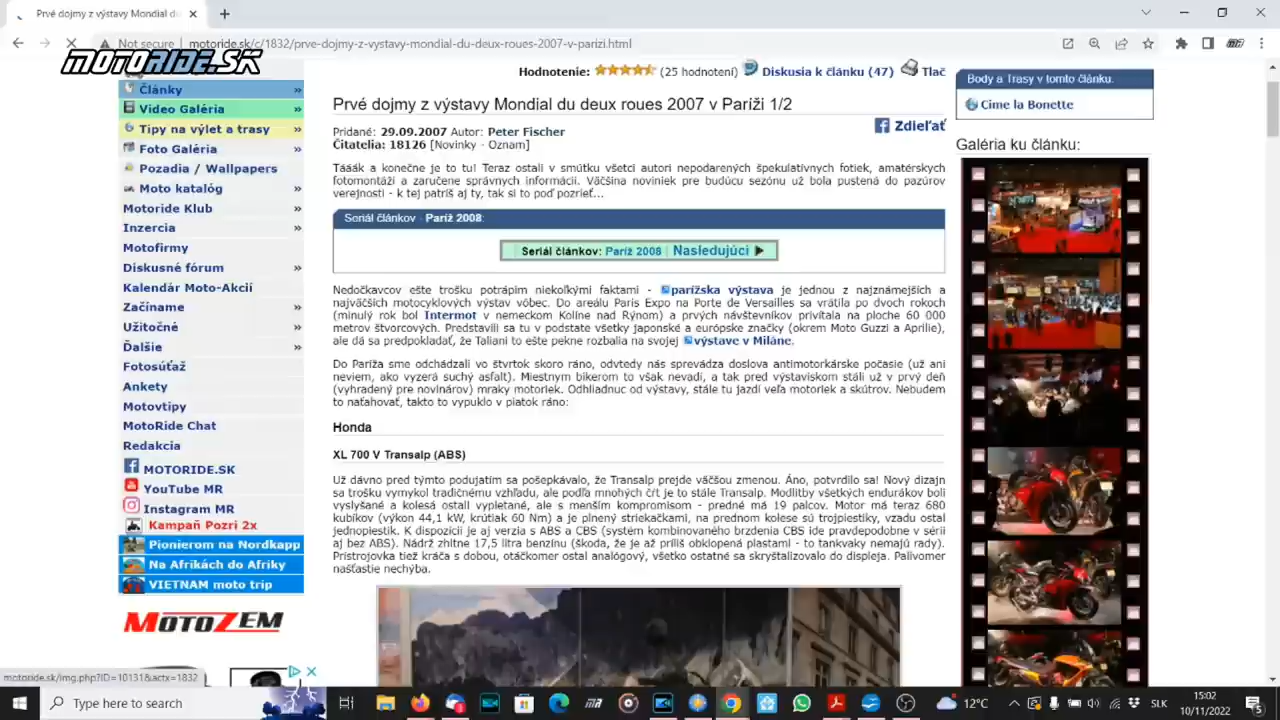 Prvé dojmy z výstavy Mondial du d
Not secure
motoride.sk/c/1832/prve-dojmy-z-vystavy-mondial-du-deux-roues-2007-v-parizi.html
MOTORIDE.SK
Články »
Video Galéria »
Tipy na výlet a trasy »
Foto Galéria »
Pozadia / Wallpapers
Moto katalóg »
Motoride Klub »
Inzercia »
Motofirmy
Diskusné fórum »
Kalendár Moto-Akcií
Začíname »
Užitočné »
Ďalšie »
Fotosúťaž
Ankety
Motovtipy
MotoRide Chat
Redakcia
MOTORIDE.SK
YouTube MR
Instagram MR
Kampaň Pozri 2x
Pionierom na Nordkapp
Na Afrikách do Afriky
VIETNAM moto trip
MOTOZEM
Hodnotenie: (25 hodnotení) Diskusia k článku (47) Tlač
Prvé dojmy z výstavy Mondial du deux roues 2007 v Paríži 1/2
Pridané: 29.09.2007 Autor: Peter Fischer
Zdieľať
Čitatelia: 18126 [Novinky - Oznam]
Tááák a konečne je to tu! Teraz ostali v smútku všetci autori nepodarených špekulatívnych fotiek, amatérskych
fotomontáží a zaručene správnych informácií. Väčšina noviniek pre budúcu sezónu už bola pustená do pazúrov
verejnosti - k tej patríš aj ty, tak si to poď pozrieť...
Seriál článkov - Paríž 2008:
Seriál článkov: Paríž 2008 | Nasledujúci ▶
Nedočkavcov ešte trošku potrápim niekoľkými faktami - parížska výstava je jednou z najznámejších a
najväčších motocyklových výstav vôbec. Do areálu Paris Expo na Porte de Versailles sa vrátila po dvoch rokoch
(minulý rok bol Intermot v nemeckom Kolíne nad Rýnom) a prvých návštevníkov privítala na ploche 60 000
metrov štvorcových. Predstavili sa tu v podstate všetky japonské a európske značky (okrem Moto Guzzi a Aprilie),
ale dá sa predpokladať, že Taliani to ešte pekne rozbalia na svojej výstave v Miláne.
Do Paríža sme odchádzali vo štvrtok skoro ráno, odvtedy nás sprevádza doslova antimotorkárske počasie (už ani
neviem, ako vyzerá suchý asfalt). Miestnym bikerom to však nevadí, a tak pred výstaviskom stáli už v prvý deň
(vyhradený pre novinárov) mraky motoriek. Odhliadnuc od výstavy, stále tu jazdí veľa motoriek a skútrov. Nebudem
to naťahovať, takto to vypuklo v piatok ráno:
Honda
XL 700 V Transalp (ABS)
Už dávno pred týmto podujatím sa pošepkávalo, že Transalp prejde väčšou zmenou. Áno, potvrdilo sa! Nový dizajn
sa trošku vymykol tradičnému vzhľadu, ale podľa mnohých čŕt je to stále Transalp. Modlitby všetkých endurákov boli
vyslyšané a kolesá ostali vypletané, ale s menším kompromisom - predné má 19 palcov. Motor má teraz 680
kubíkov (výkon 44,1 kW, krútiak 60 Nm) a je plnený striekačkami, na prednom kolese sú trojpiestiky, vzadu ostal
jednopiestik. K dispozícii je aj verzia s ABS a CBS (systém kombinovaného brzdenia CBS ide pravdepodobne v sérii
aj bez ABS). Nádrž zhltne 17,5 litra benzínu (škoda, že je až príliš obklopená plastami - to tankvaky nemajú rady).
Prístrojovka tiež kráča s dobou, otáčkomer ostal analógový, všetko ostatné sa skryštalizovalo do displeja. Palivomer
našťastie nechýba.
Body a Trasy v tomto článku.
Cime la Bonette
Galéria ku článku:
motoride.sk/img.php?ID=10131&actx=1832
Type here to search
12°C
SLK
15:02
10/11/2022
5